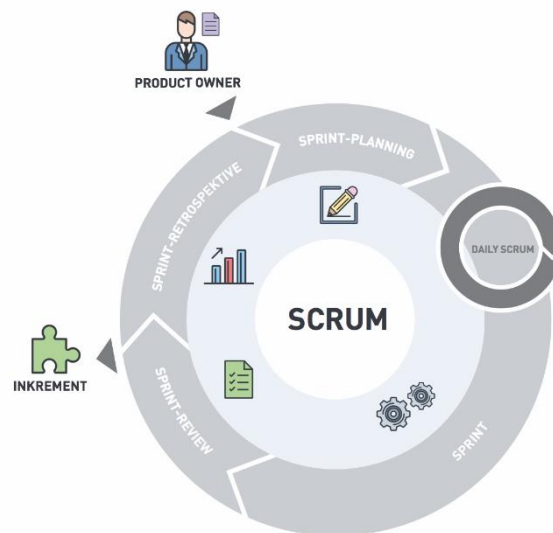 PRODUCT OWNER
SPRINT-PLANNING
SPRINT-RETROSPEKTIVE
DAILY SCRUM
SCRUM
INKREMENT
SPRINT-REVIEW
SPRINT